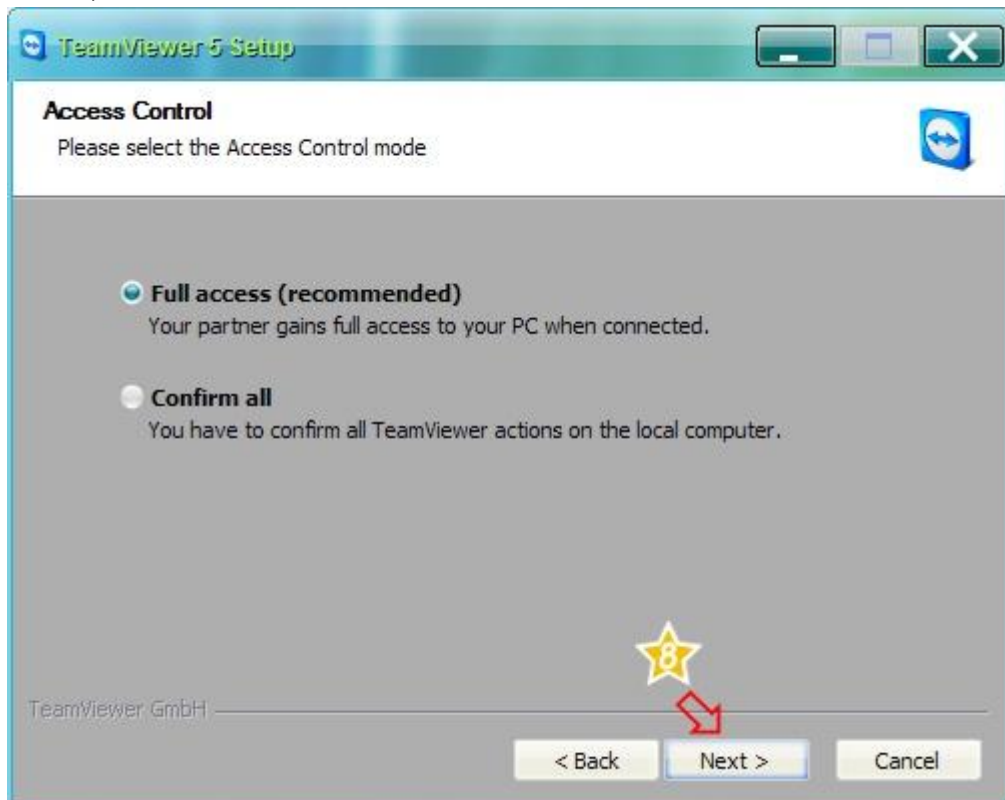 TeamViewer 5 Setup
Access Control
Please select the Access Control mode
Full access (recommended)
Your partner gains full access to your PC when connected.
Confirm all
You have to confirm all TeamViewer actions on the local computer.
8
TeamViewer GmbH
< Back Next > Cancel